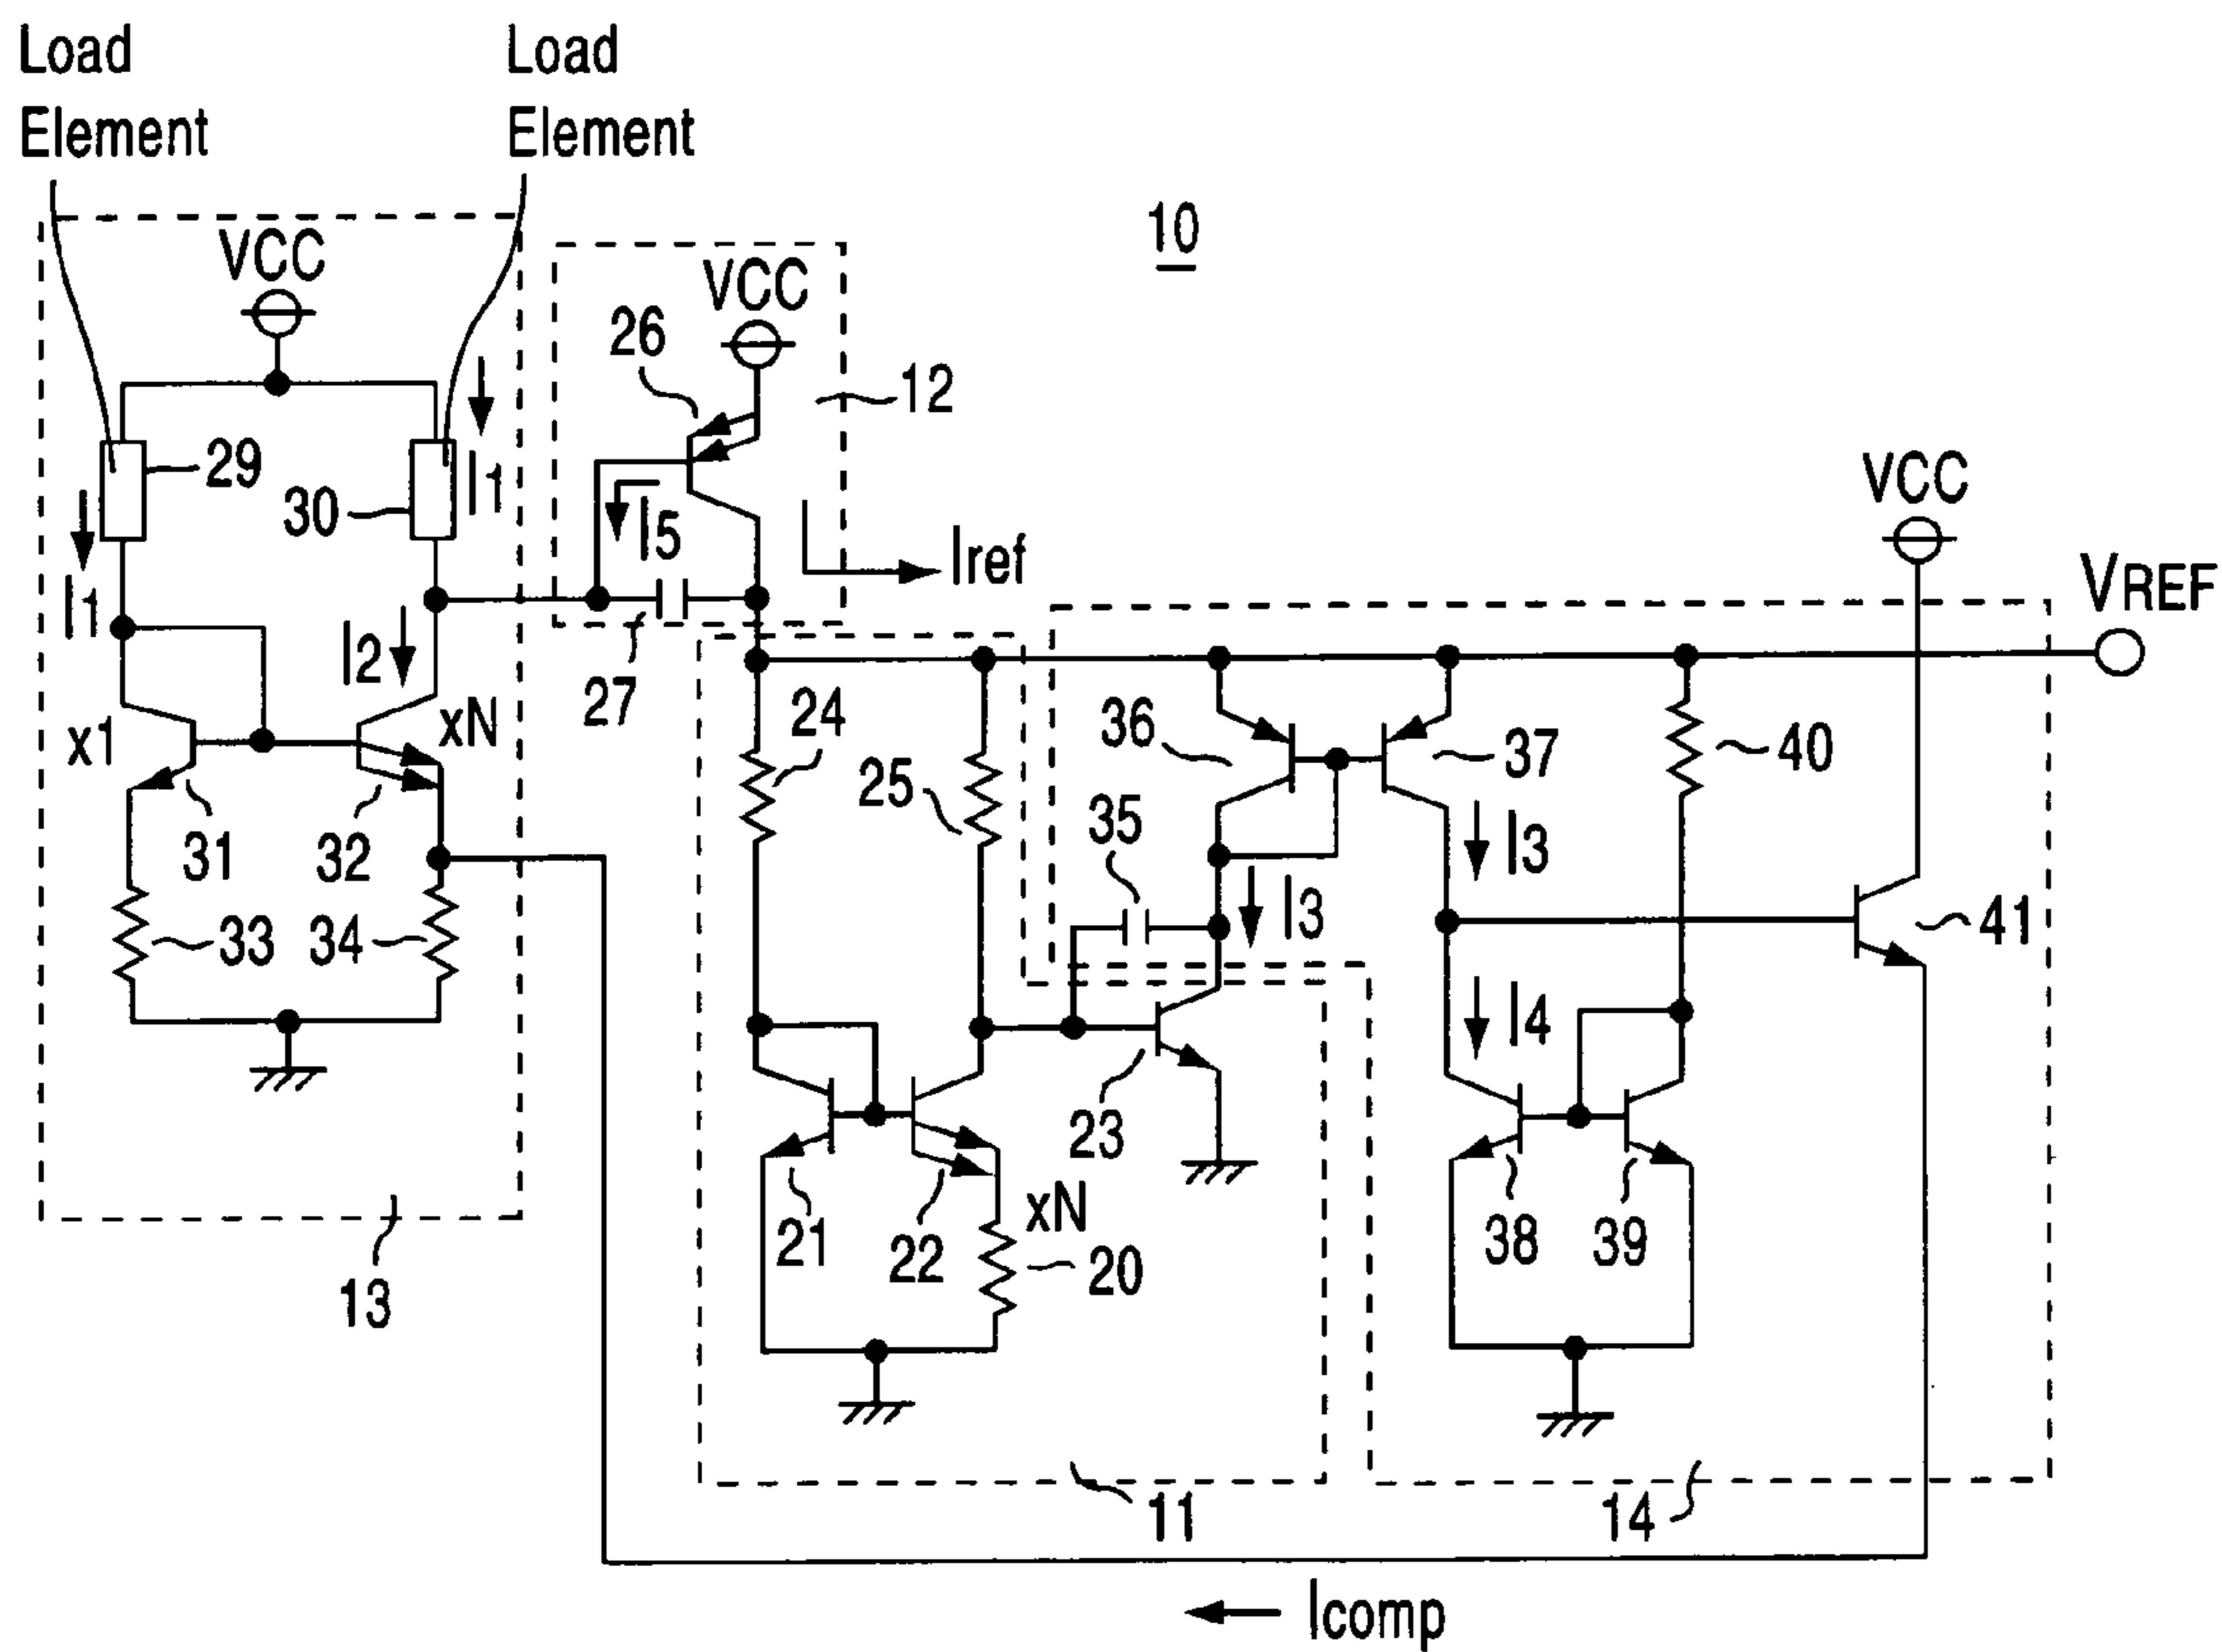 Load
Element
Load
Element
10
VCC
VCC
26
12
29
I1
30
I5
Iref
VCC
VREF
I1
I2
27
24
36
37
40
x1
xN
25
35
I3
31
32
I3
41
33
34
I4
23
21
22
xN
20
38
39
13
11
14
Icomp